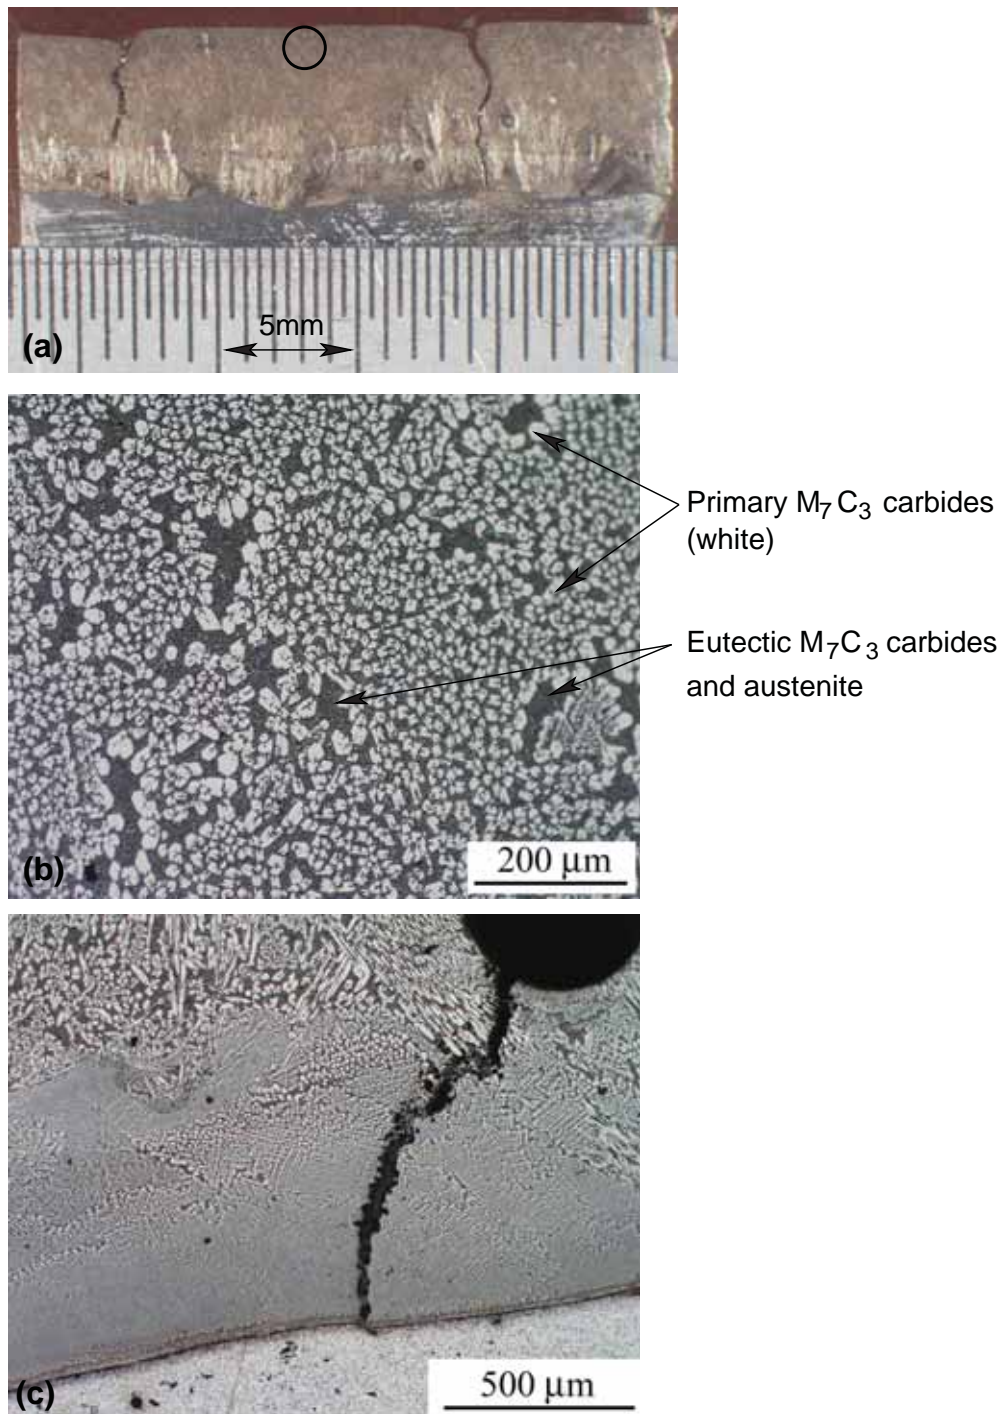 5mm
(a)
Primary M7C3 carbides
(white)
Eutectic M7C3 carbides
and austenite
200 μm
(b)
500 μm
(c)